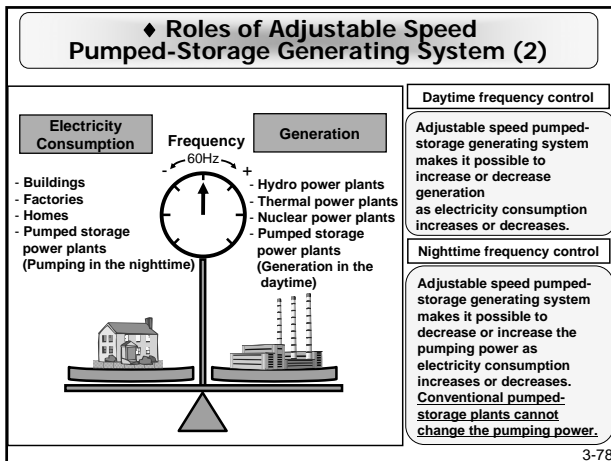 ♦ Roles of Adjustable Speed
Pumped-Storage Generating System (2)
Electricity
Consumption
- Buildings
- Factories
- Homes
- Pumped storage
power plants
(Pumping in the nighttime)
Frequency
60Hz
- +
Generation
- Hydro power plants
- Thermal power plants
- Nuclear power plants
- Pumped storage
power plants
(Generation in the
daytime)
Daytime frequency control
Adjustable speed pumped-
storage generating system
makes it possible to
increase or decrease
generation
as electricity consumption
increases or decreases.
Nighttime frequency control
Adjustable speed pumped-
storage generating system
makes it possible to
decrease or increase the
pumping power as
electricity consumption
increases or decreases.
Conventional pumped-
storage plants cannot
change the pumping power.
3-78